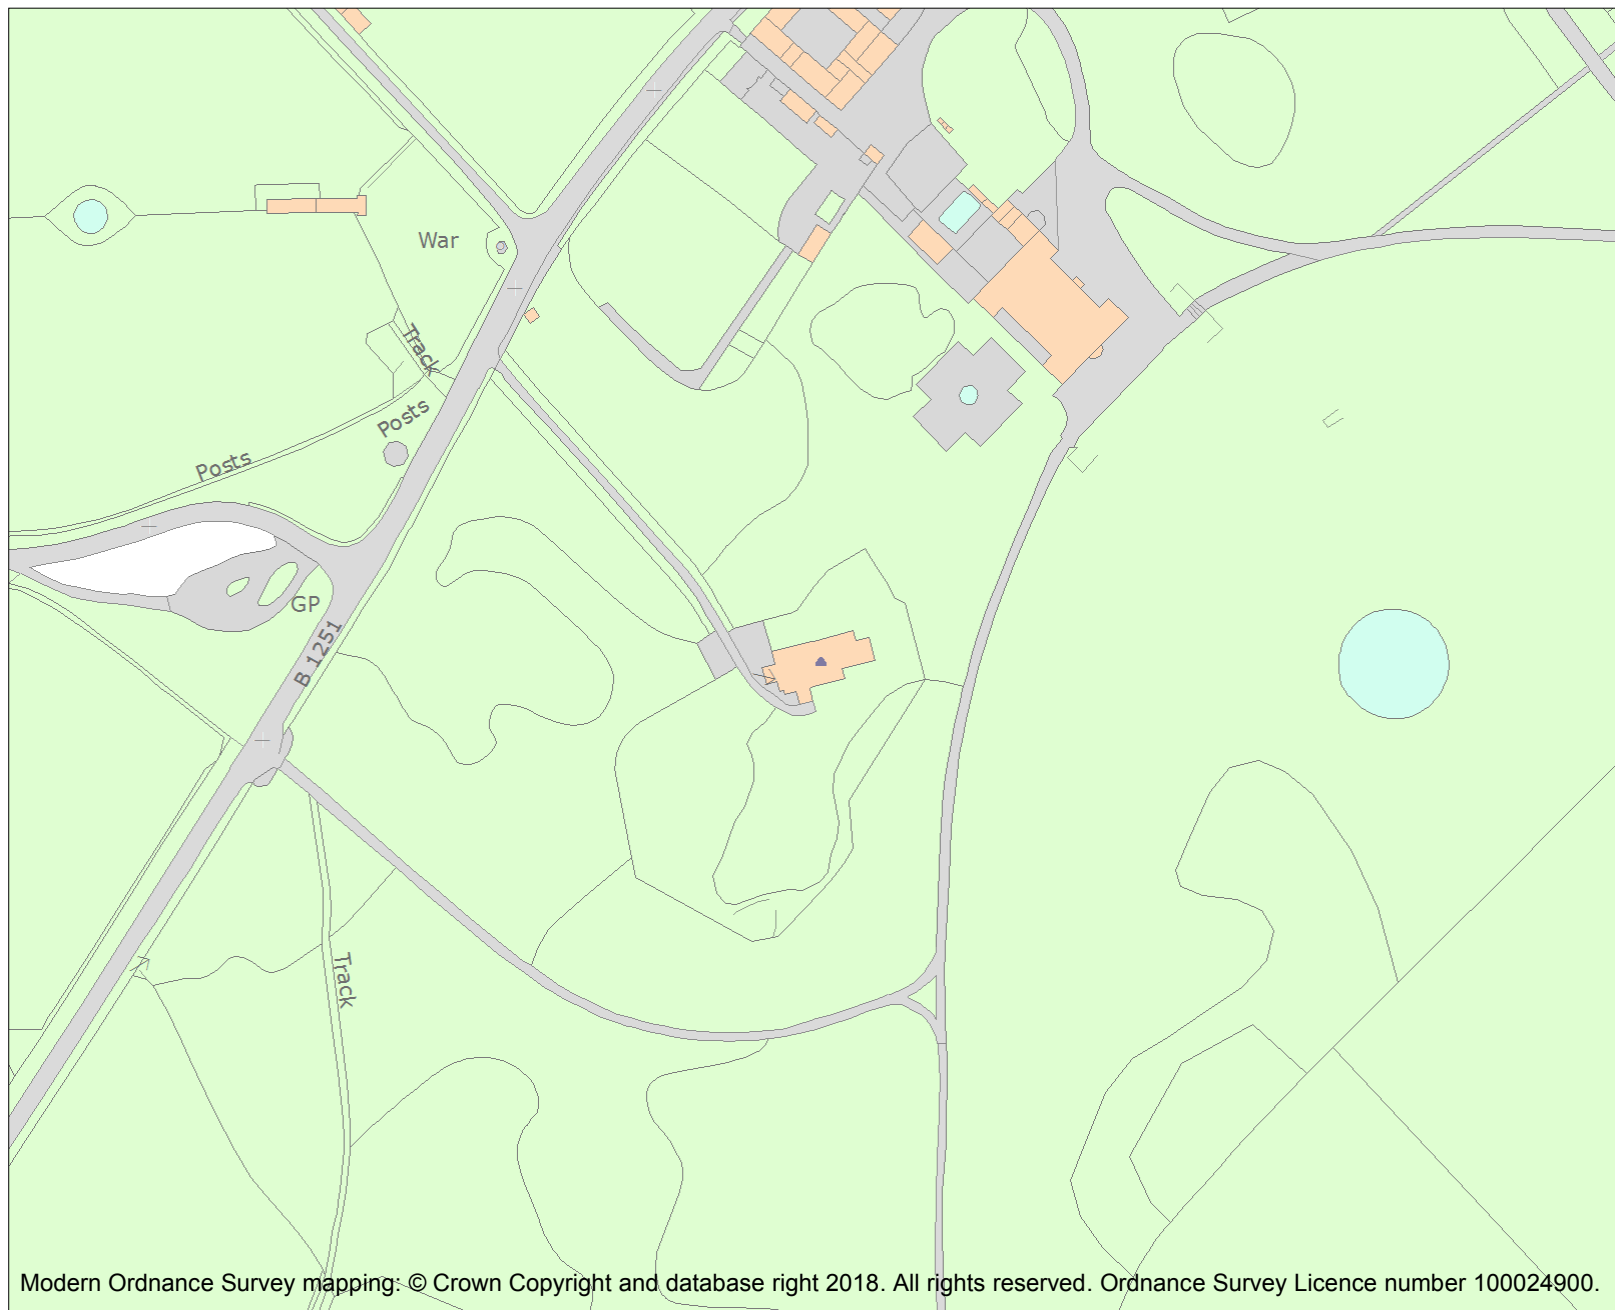 War
Track
Posts
Posts
GP
B 1251
Track
Modern Ordnance Survey mapping: © Crown Copyright and database right 2018. All rights reserved. Ordnance Survey Licence number 100024900.